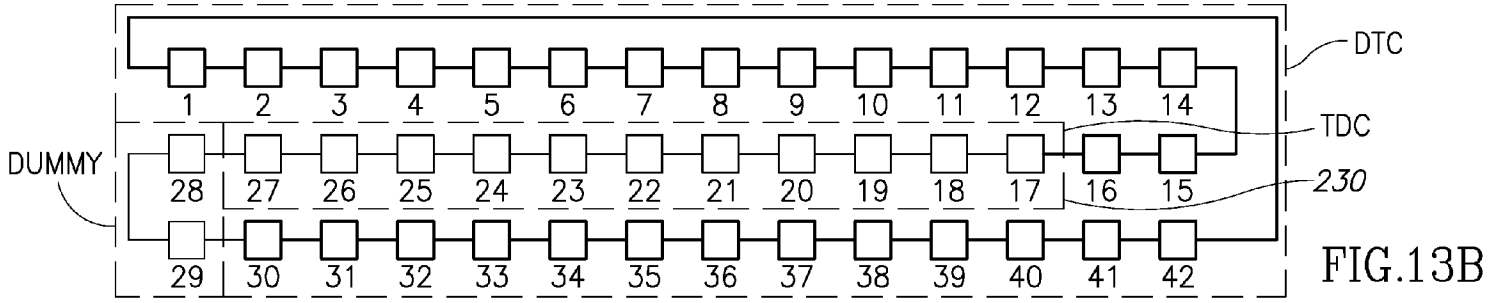 DTC
1 2 3 4 5 6 7 8 9 10 11 12 13 14
TDC
DUMMY
28 27 26 25 24 23 22 21 20 19 18 17 16 15
230
29 30 31 32 33 34 35 36 37 38 39 40 41 42
FIG.13B